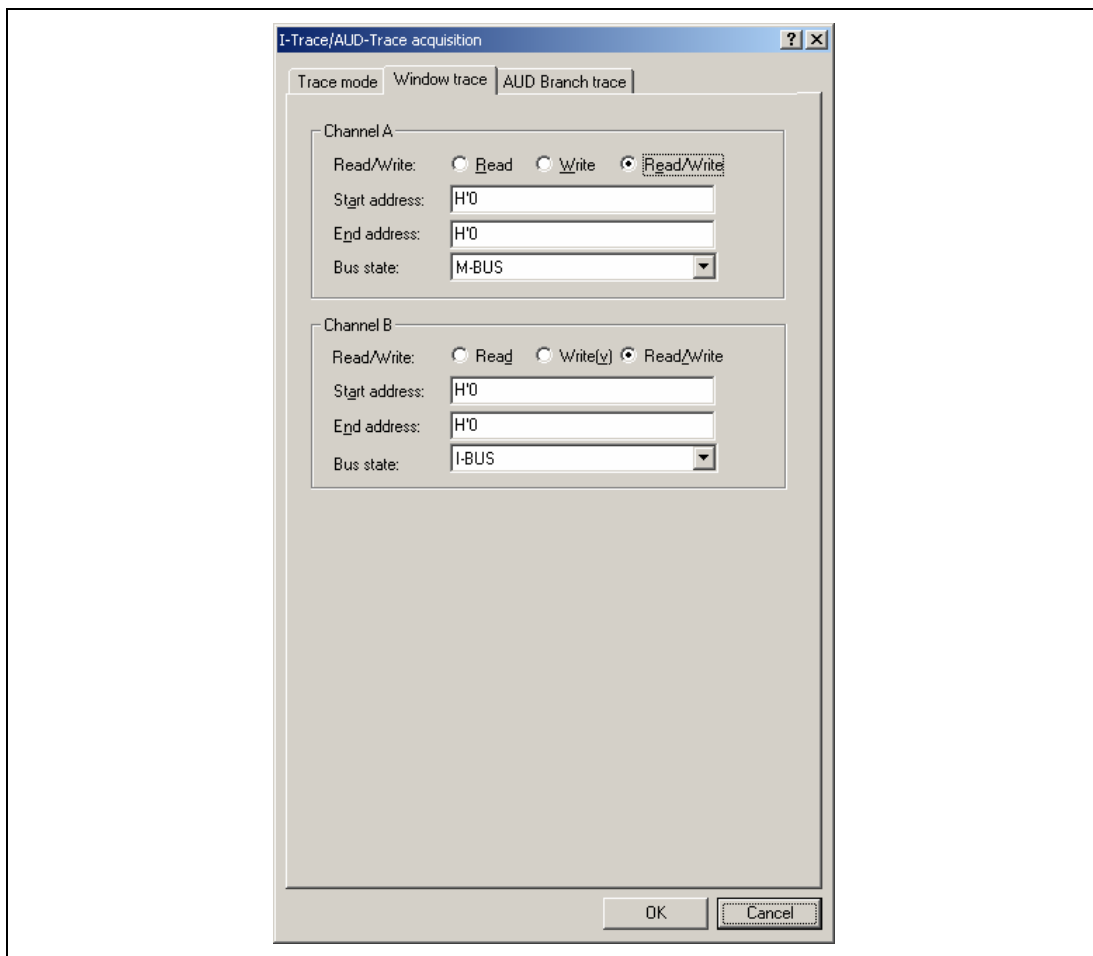 I-Trace/AUD-Trace acquisition
Trace mode Window trace AUD Branch trace
Channel A
Read/Write: Read Write Read/Write
Start address: H'0
End address: H'0
Bus state: M-BUS
Channel B
Read/Write: Read Write(v) Read/Write
Start address: H'0
End address: H'0
Bus state: I-BUS
OK Cancel